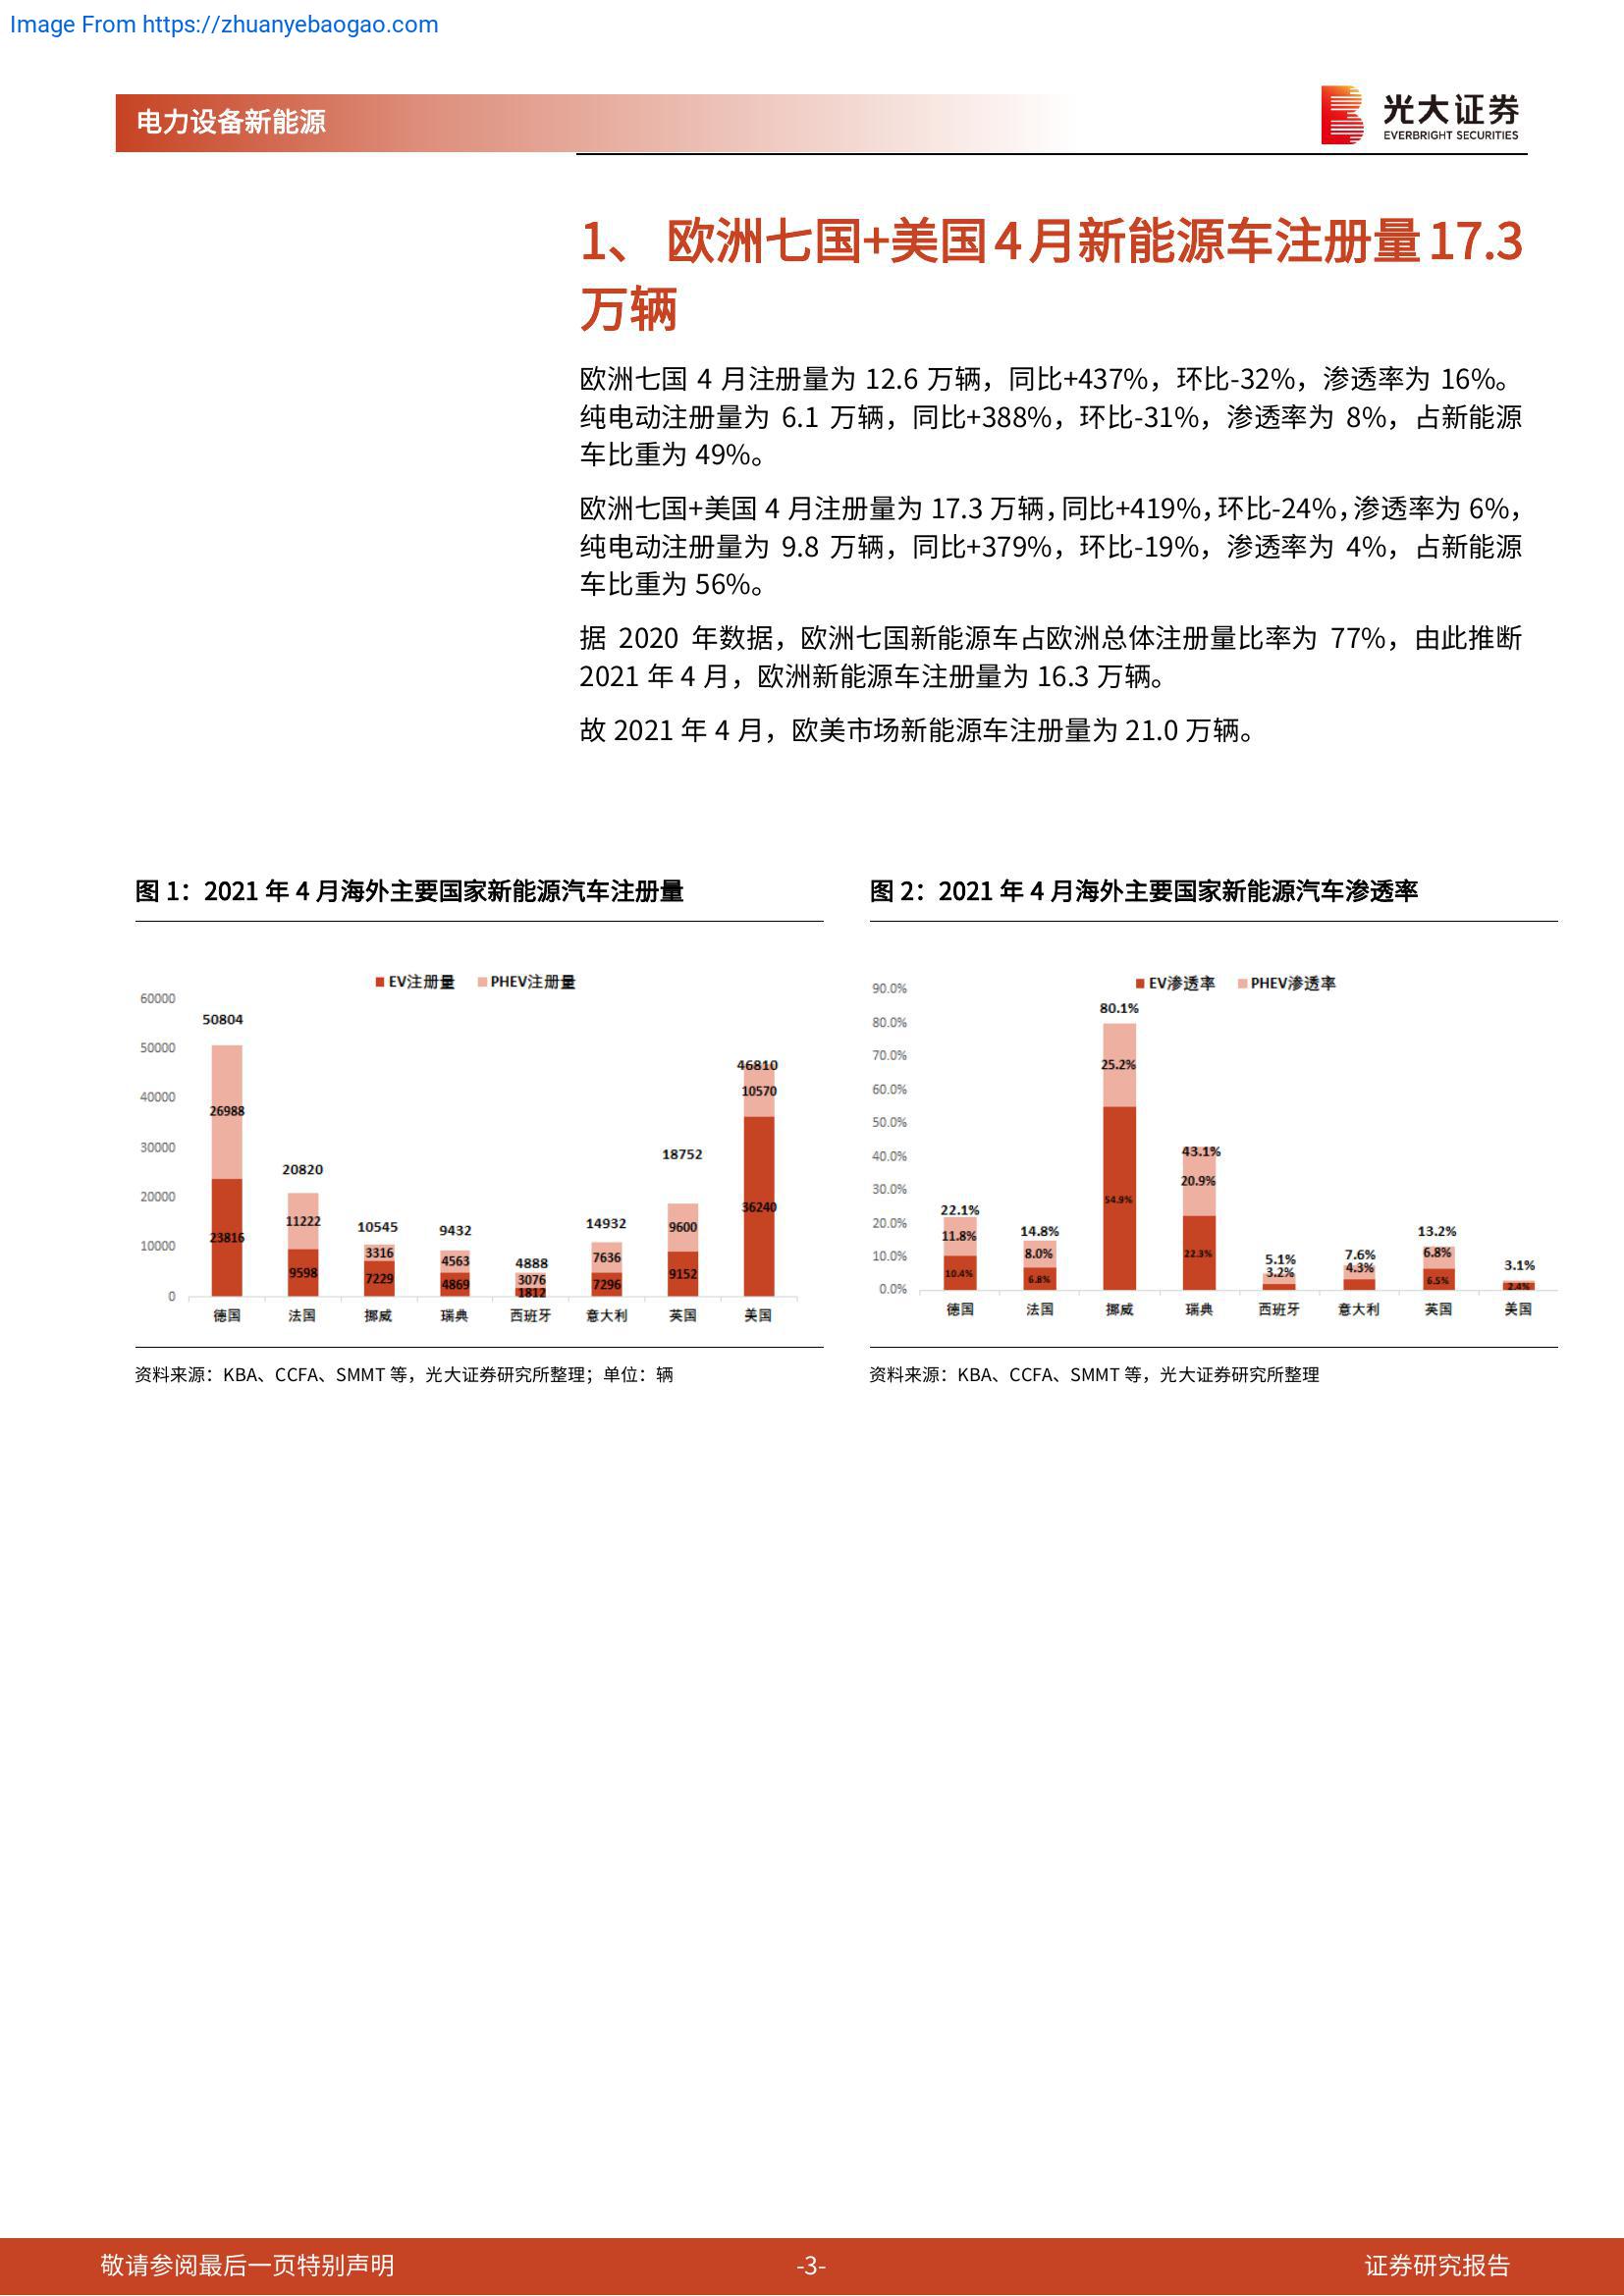 Image From https://zhuanyebaogao.com
电力设备新能源
光大证券
EVERBRIGHT SECURITIES
1、 欧洲七国+美国4月新能源车注册量17.3
万辆
欧洲七国 4 月注册量为 12.6 万辆，同比+437%，环比-32%，渗透率为 16%。
纯电动注册量为 6.1 万辆，同比+388%，环比-31%，渗透率为 8%，占新能源
车比重为 49%。
欧洲七国+美国 4 月注册量为 17.3 万辆，同比+419%，环比-24%，渗透率为 6%，
纯电动注册量为 9.8 万辆，同比+379%，环比-19%，渗透率为 4%，占新能源
车比重为 56%。
据 2020 年数据，欧洲七国新能源车占欧洲总体注册量比率为 77%，由此推断
2021 年 4 月，欧洲新能源车注册量为 16.3 万辆。
故 2021 年 4 月，欧美市场新能源车注册量为 21.0 万辆。
图 1：2021 年 4 月海外主要国家新能源汽车注册量
EV注册量 PHEV注册量
60000
50000
40000
30000
20000
10000
0
50804
26988
23816
20820
11222
9598
10545
3316
7229
9432
4563
4869
4888
3076
1812
14932
7636
7296
18752
9600
9152
46810
10570
36240
德国 法国 挪威 瑞典 西班牙 意大利 英国 美国
资料来源：KBA、CCFA、SMMT 等，光大证券研究所整理；单位：辆
图 2：2021 年 4 月海外主要国家新能源汽车渗透率
EV渗透率 PHEV渗透率
90.0%
80.0%
70.0%
60.0%
50.0%
40.0%
30.0%
20.0%
10.0%
0.0%
22.1%
11.8%
10.4%
14.8%
8.0%
6.8%
80.1%
25.2%
54.9%
43.1%
20.9%
22.3%
5.1%
3.2%
7.6%
4.3%
13.2%
6.8%
6.5%
3.1%
2.4%
德国 法国 挪威 瑞典 西班牙 意大利 英国 美国
资料来源：KBA、CCFA、SMMT 等，光大证券研究所整理
敬请参阅最后一页特别声明
-3-
证券研究报告